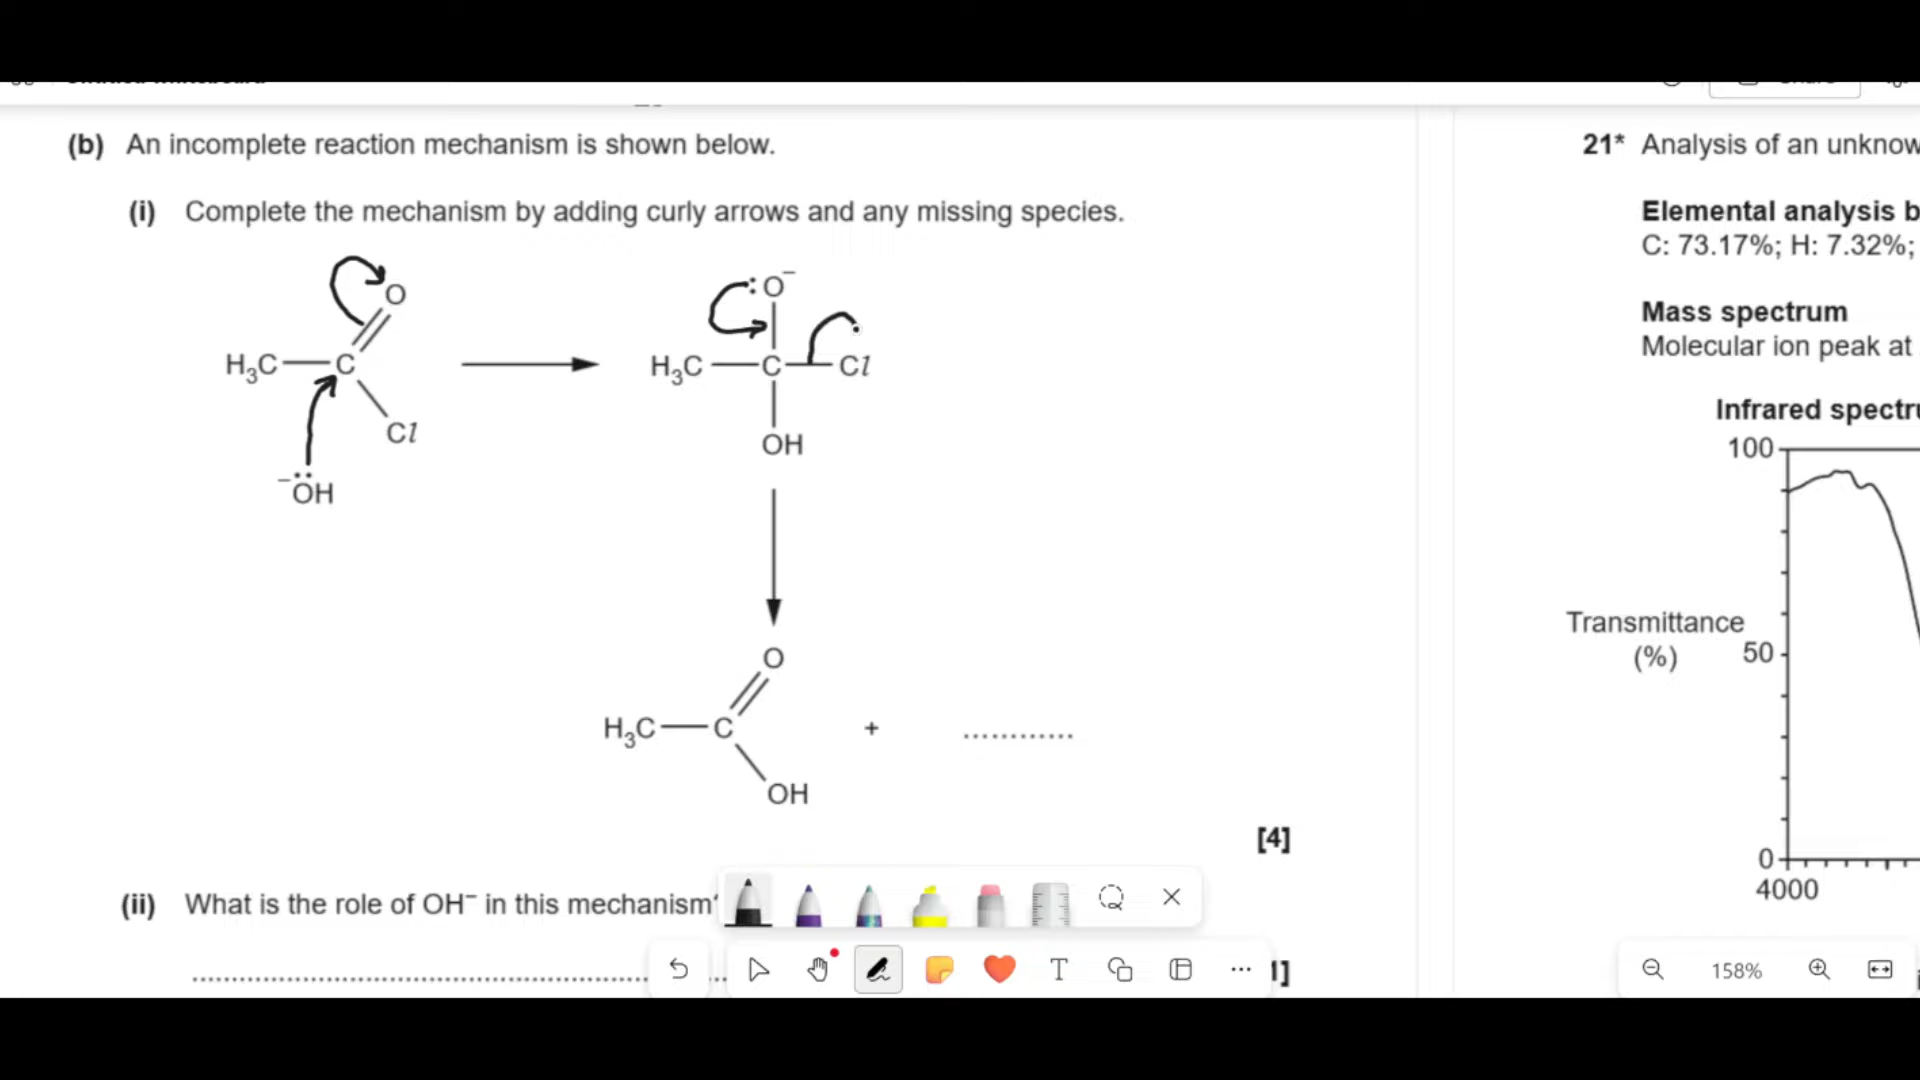 (b) An incomplete reaction mechanism is shown below.
(i) Complete the mechanism by adding curly arrows and any missing species.
O
H₃C C
Cl
⁻:OH
:O⁻
H₃C C Cl
OH
O
H₃C C + ............
OH
[4]
(ii) What is the role of OH⁻ in this mechanism
1]
21* Analysis of an unknow
Elemental analysis b
C: 73.17%; H: 7.32%;
Mass spectrum
Molecular ion peak at
Infrared spectr
100
Transmittance
(%)
50
0
4000
T
158%